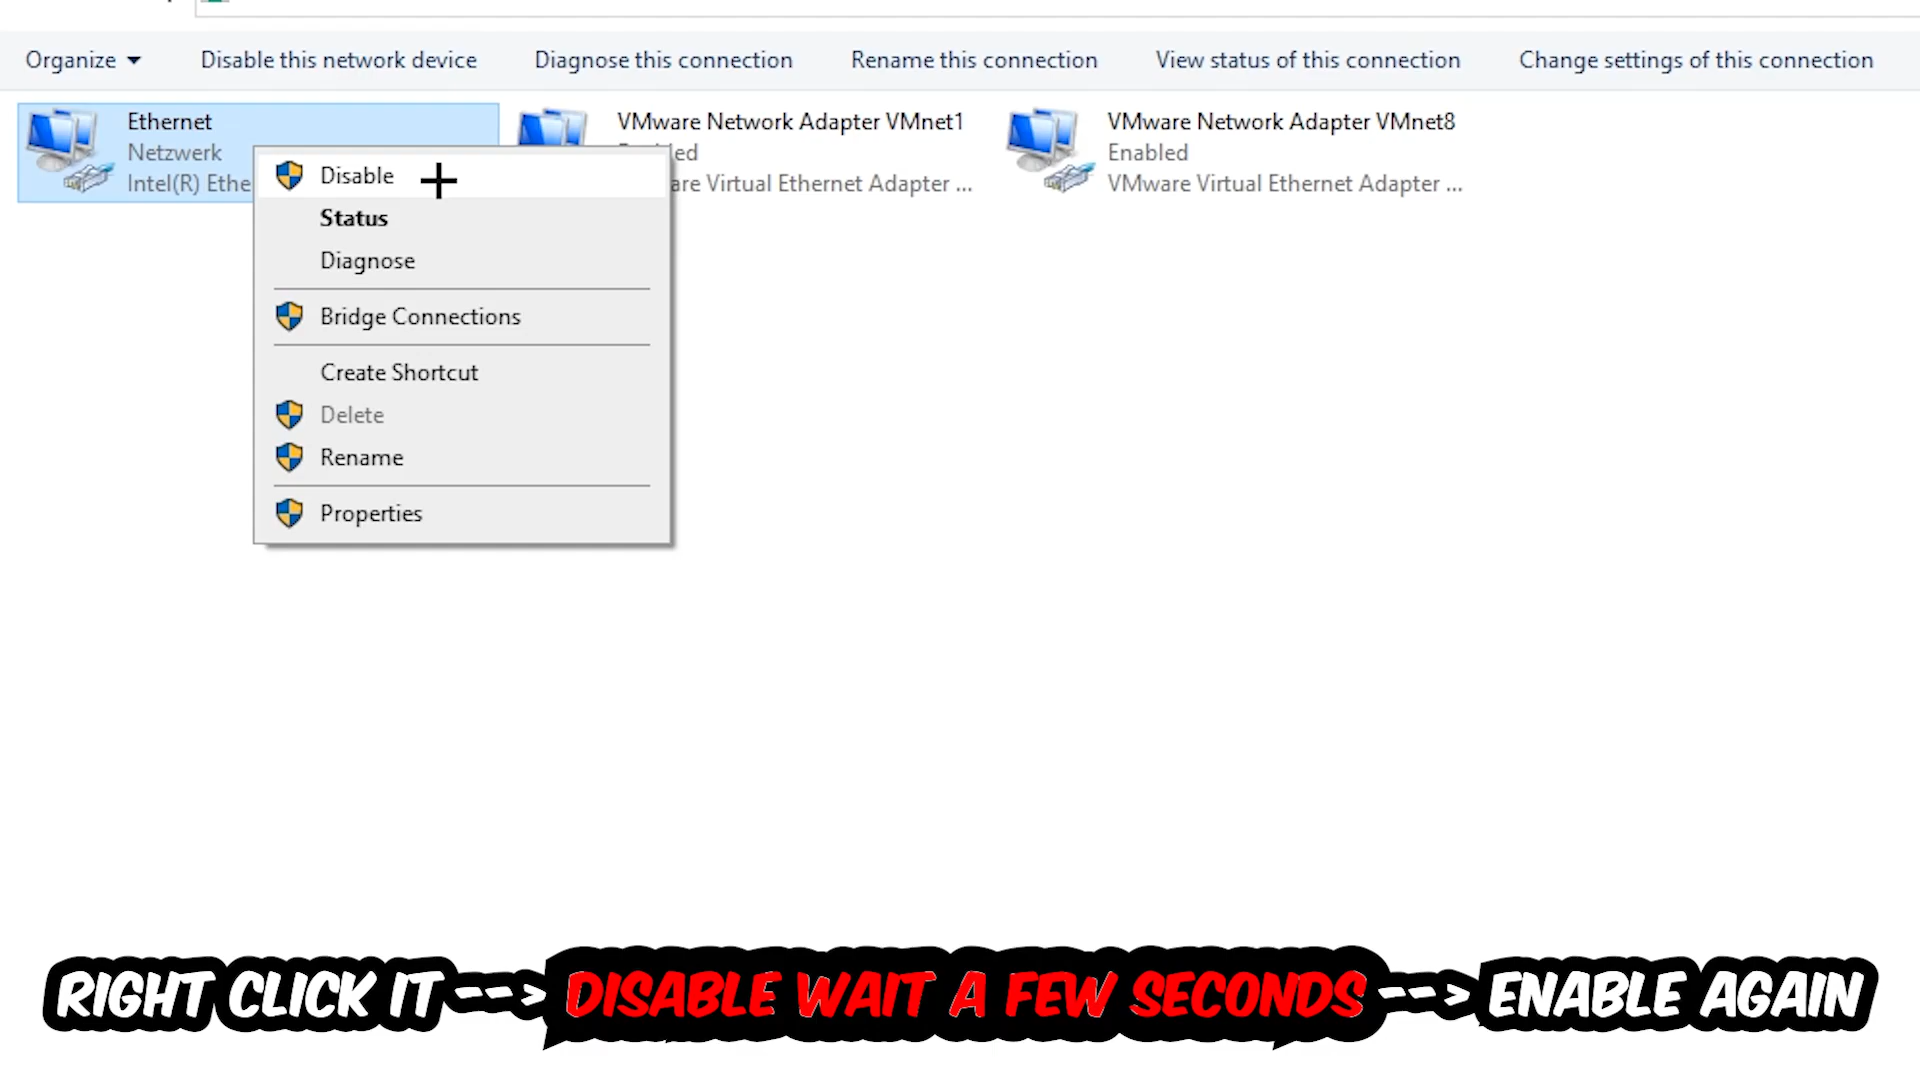 Organize Disable this network device Diagnose this connection Rename this connection View status of this connection Change settings of this connection
Ethernet
Netzwerk
Intel(R)
VMware Network Adapter VMnet1
VMware Network Adapter VMnet8
Enabled
Virtual Ethernet Adapter ...
VMware Virtual Ethernet Adapter ...
Disable
Status
Diagnose
Bridge Connections
Create Shortcut
Delete
Rename
Properties
RIGHT CLICK IT --> DISABLE WAIT A FEW SECONDS --> ENABLE AGAIN